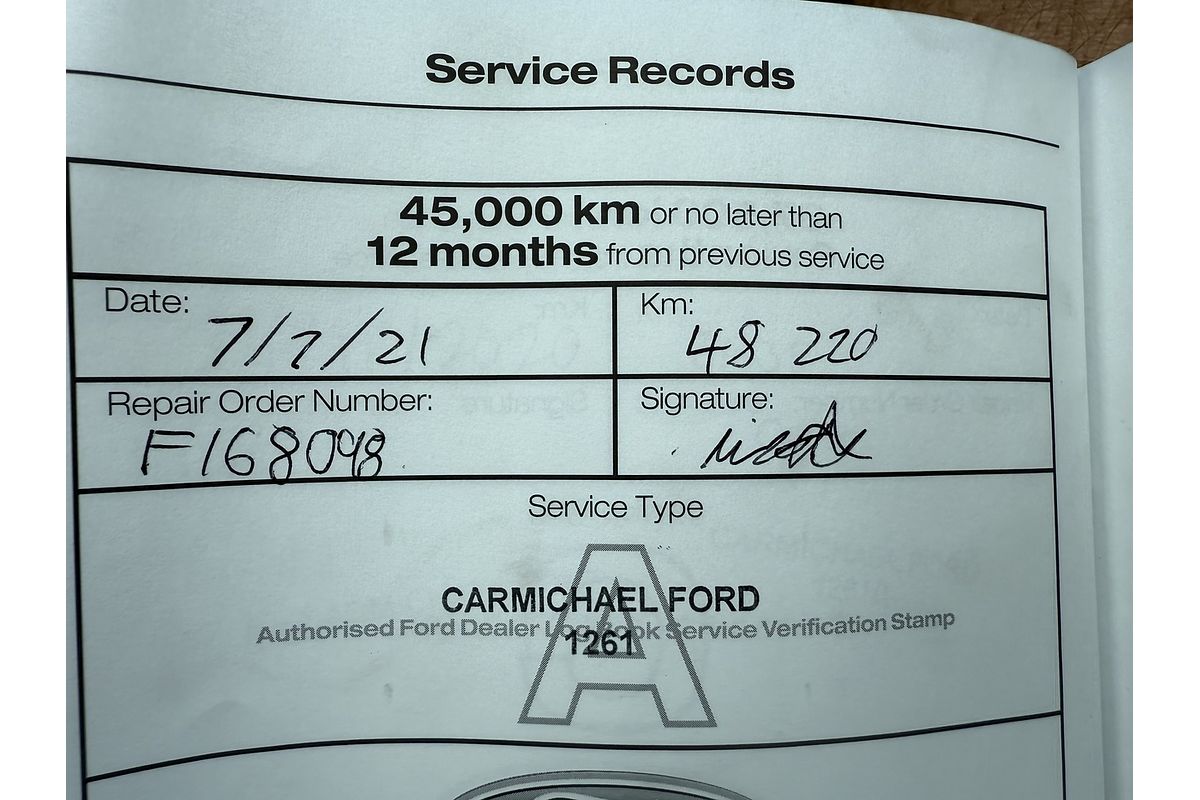 Service Records
45,000 km or no later than
12 months from previous service
Date:
7/7/21
Km:
48 220
Repair Order Number:
F168098
Signature:
Service Type
A
CARMICHAEL FORD
Authorised Ford Dealer Log Book Service Verification Stamp
1261